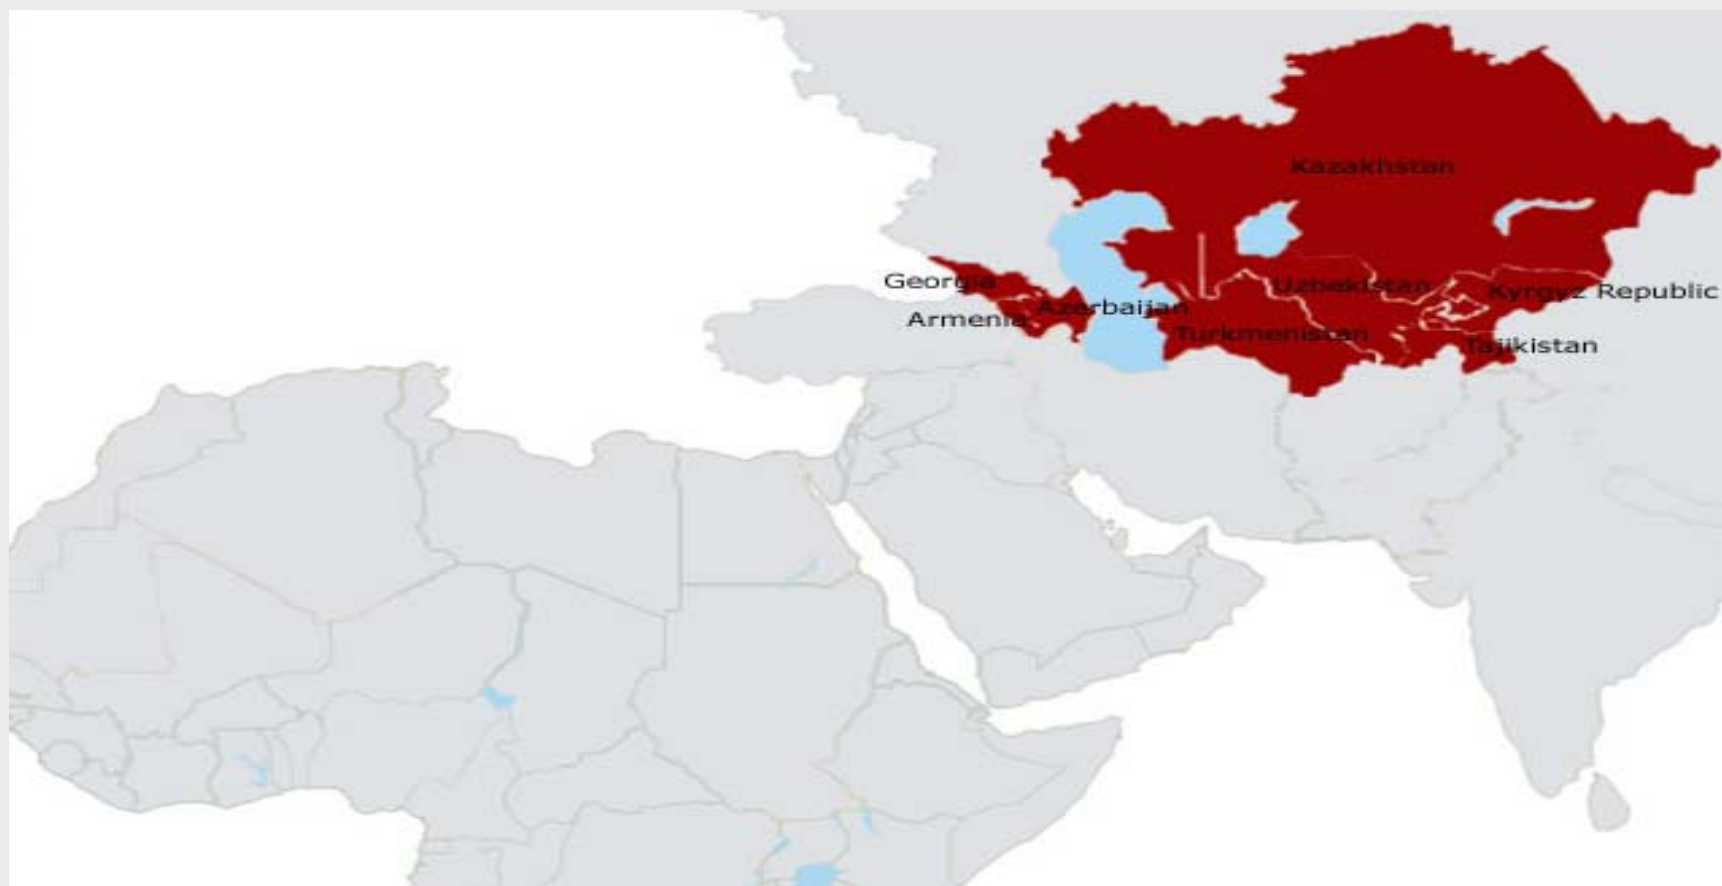 Kazakhstan
Georgia
Uzbekistan
Kyrgyz Republic
Azerbaijan
Armenia
Turkmenistan
Tajikistan